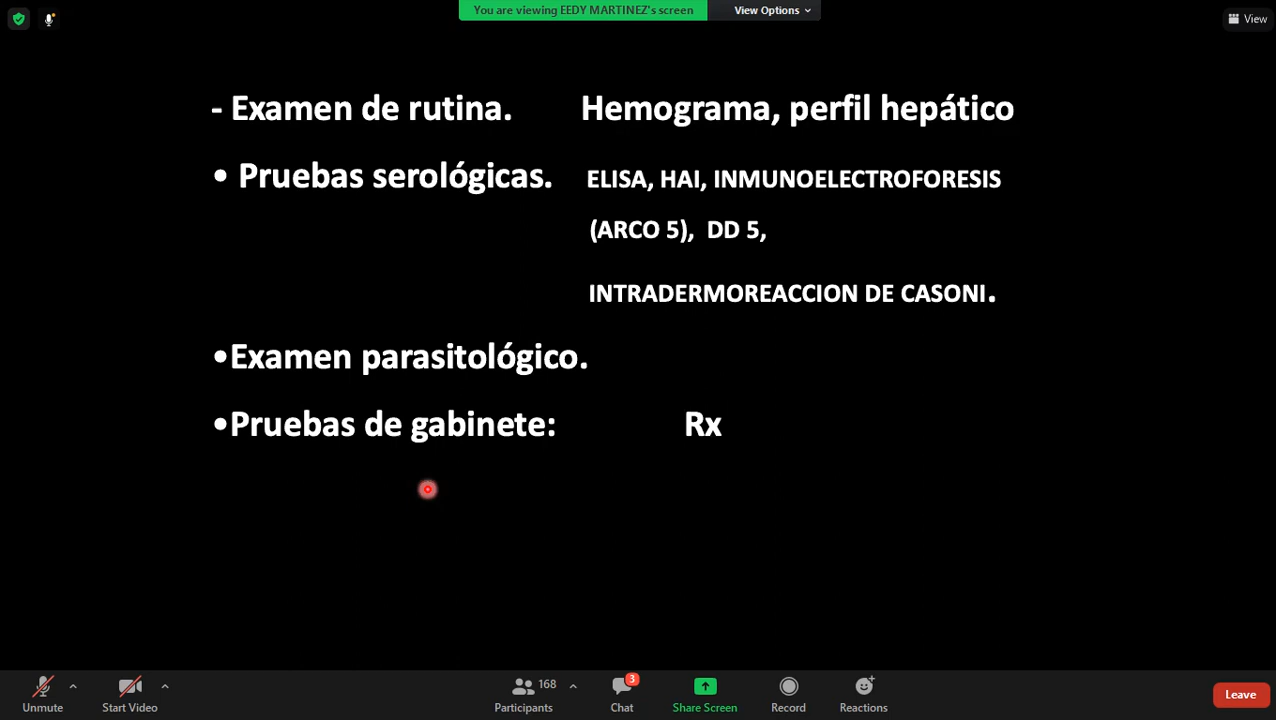 You are viewing EEDY MARTINEZ's screen
View Options
View
- Examen de rutina. Hemograma, perfil hepático
• Pruebas serológicas. ELISA, HAI, INMUNOELECTROFORESIS
(ARCO 5), DD 5,
INTRADERMOREACCION DE CASONI.
•Examen parasitológico.
•Pruebas de gabinete: Rx
Unmute
Start Video
168
Participants
3
Chat
Share Screen
Record
Reactions
Leave